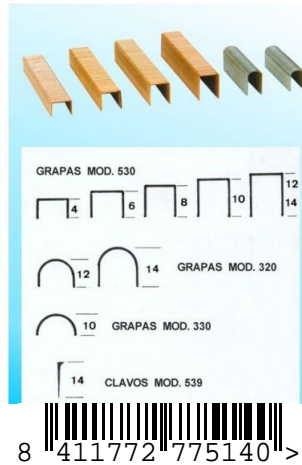 GRAPAS MOD. 530
4 6 8 10 12
14
12 14 GRAPAS MOD. 320
10 GRAPAS MOD. 330
14 CLAVOS MOD. 539
8 411772 775140 >